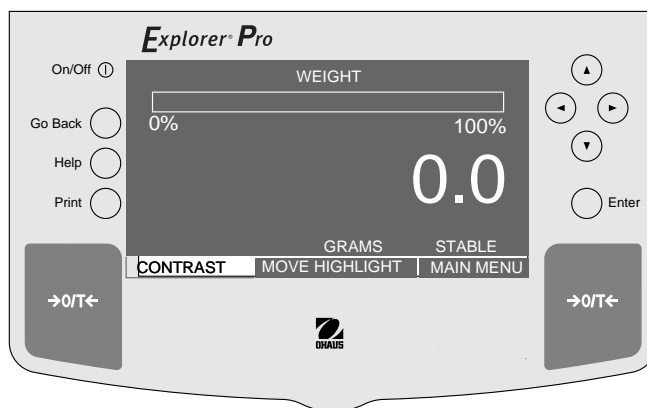 Explorer® Pro
On/Off
WEIGHT
Go Back
0% 100%
Help
0.0
Print
Enter
GRAMS STABLE
CONTRAST MOVE HIGHLIGHT MAIN MENU
→0/T← →0/T←
OHAUS